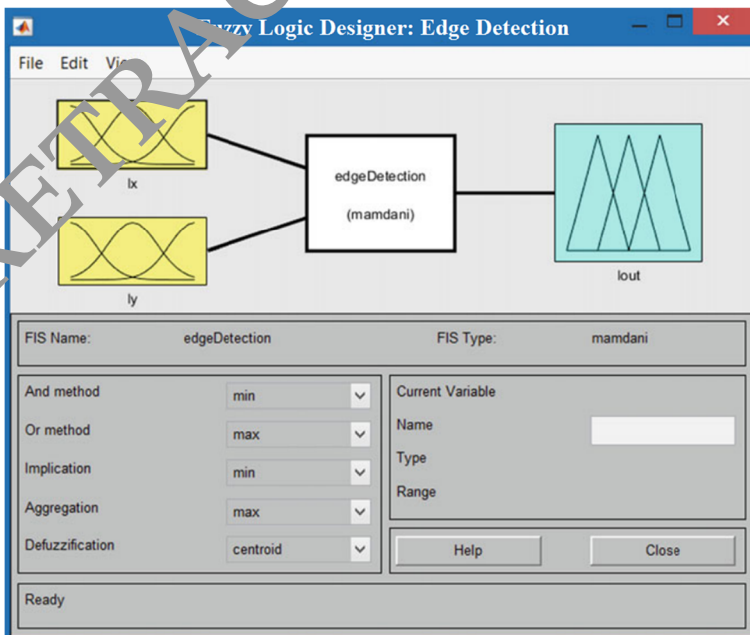 Fuzzy Logic Designer: Edge Detection
File Edit View
Ix
Iy
edgeDetection
(mamdani)
Iout
FIS Name: edgeDetection FIS Type: mamdani
And method min
Or method max
Implication min
Aggregation max
Defuzzification centroid
Current Variable
Name
Type
Range
Help Close
Ready
RETRAC